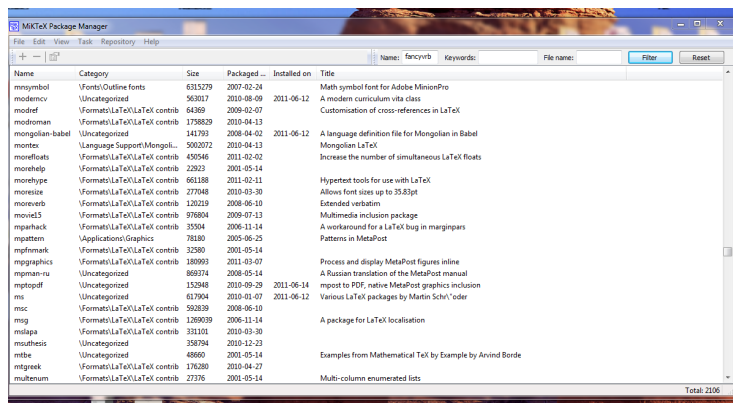 MiKTeX Package Manager
File Edit View Task Repository Help
Name: fancyvrb Keywords: File name: Filter Reset
Name Category Size Packaged ... Installed on Title
mnsymbol \Fonts\Outline fonts 6315279 2007-02-24 Math symbol font for Adobe MinionPro
moderncv \Uncategorized 563017 2010-08-09 2011-06-12 A modern curriculum vita class
modref \Formats\LaTeX\LaTeX contrib 64369 2009-02-07 Customisation of cross-references in LaTeX
modroman \Formats\LaTeX\LaTeX contrib 1758829 2010-04-13
mongolian-babel \Uncategorized 141793 2008-04-02 2011-06-12 A language definition file for Mongolian in Babel
montex \Language Support\Mongoli... 5002072 2010-04-13 Mongolian LaTeX
morefloats \Formats\LaTeX\LaTeX contrib 450546 2011-02-02 Increase the number of simultaneous LaTeX floats
morehelp \Formats\LaTeX\LaTeX contrib 22923 2001-05-14
morehype \Formats\LaTeX\LaTeX contrib 661188 2011-02-11 Hypertext tools for use with LaTeX
moresize \Formats\LaTeX\LaTeX contrib 277048 2010-03-30 Allows font sizes up to 35.83pt
moreverb \Formats\LaTeX\LaTeX contrib 120219 2008-06-10 Extended verbatim
movie15 \Formats\LaTeX\LaTeX contrib 976804 2009-07-13 Multimedia inclusion package
mparhack \Formats\LaTeX\LaTeX contrib 35504 2006-11-14 A workaround for a LaTeX bug in marginpars
mpattern \Applications\Graphics 78180 2005-06-25 Patterns in MetaPost
mpfnmark \Formats\LaTeX\LaTeX contrib 32580 2001-05-14
mpgraphics \Formats\LaTeX\LaTeX contrib 180993 2011-03-07 Process and display MetaPost figures inline
mpman-ru \Uncategorized 869374 2008-05-14 A Russian translation of the MetaPost manual
mptopdf \Uncategorized 152948 2010-09-29 2011-06-14 mpost to PDF, native MetaPost graphics inclusion
ms \Uncategorized 617904 2010-01-07 2011-06-12 Various LaTeX packages by Martin Schr\"oder
msc \Formats\LaTeX\LaTeX contrib 592839 2008-06-10
msg \Formats\LaTeX\LaTeX contrib 1269039 2006-11-14 A package for LaTeX localisation
mslapa \Formats\LaTeX\LaTeX contrib 331101 2010-03-30
msuthesis \Uncategorized 358794 2010-12-23
mtbe \Uncategorized 48660 2001-05-14 Examples from Mathematical TeX by Example by Arvind Borde
mtgreek \Formats\LaTeX\LaTeX contrib 176280 2010-04-27
multenum \Formats\LaTeX\LaTeX contrib 27376 2001-05-14 Multi-column enumerated lists
Total: 2106